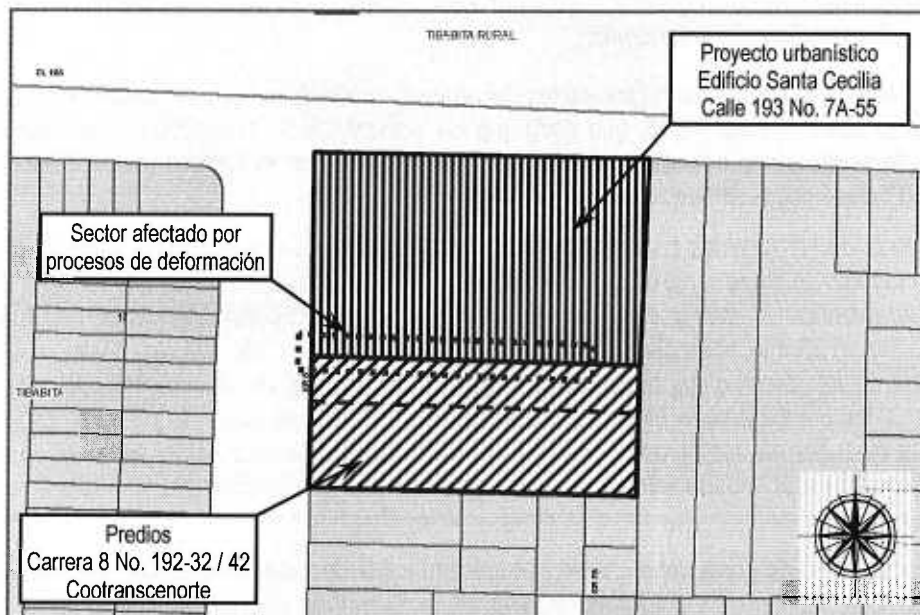 TIBABITA RURAL
Proyecto urbanístico
Edificio Santa Cecilia
Calle 193 No. 7A-55
Sector afectado por
procesos de deformación
TIBABITA
Predios
Carrera 8 No. 192-32 / 42
Cootranscenorte